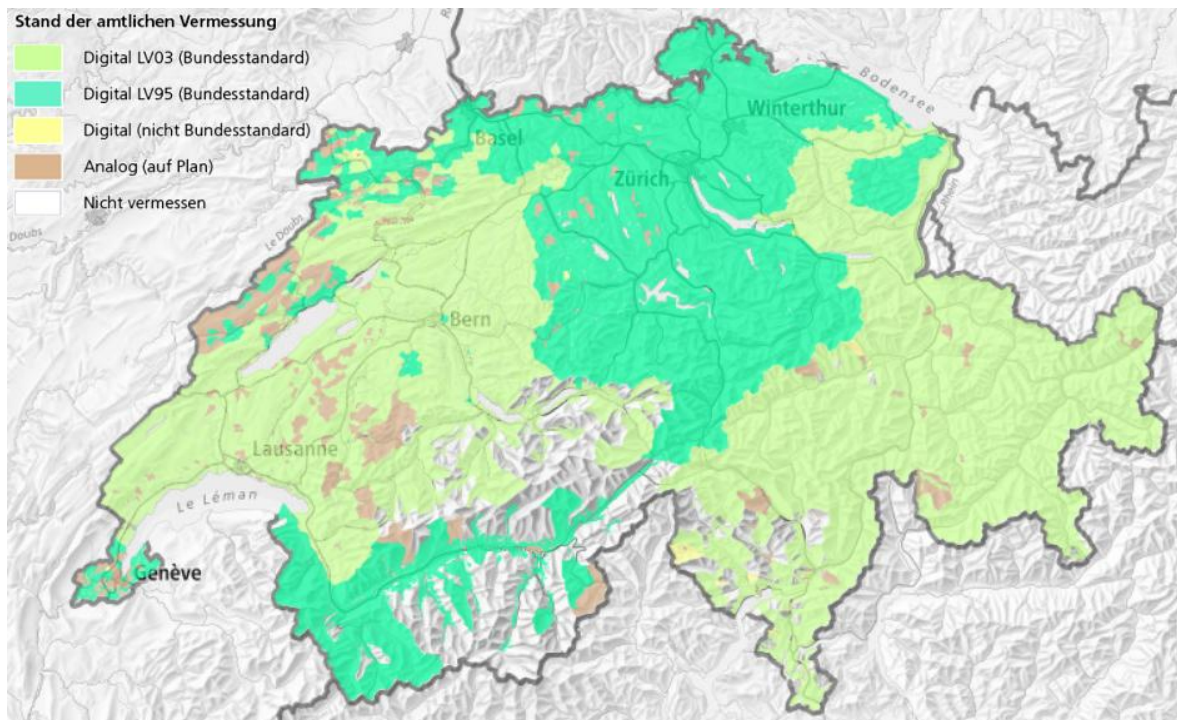 Stand der amtlichen Vermessung
Digital LV03 (Bundesstandard)
Digital LV95 (Bundesstandard)
Digital (nicht Bundesstandard)
Analog (auf Plan)
Nicht vermessen
Bodensee
Winterthur
Basel
Zürich
Rhein
Doubs
Le Doubs
Bern
Lausanne
Le Léman
Genève